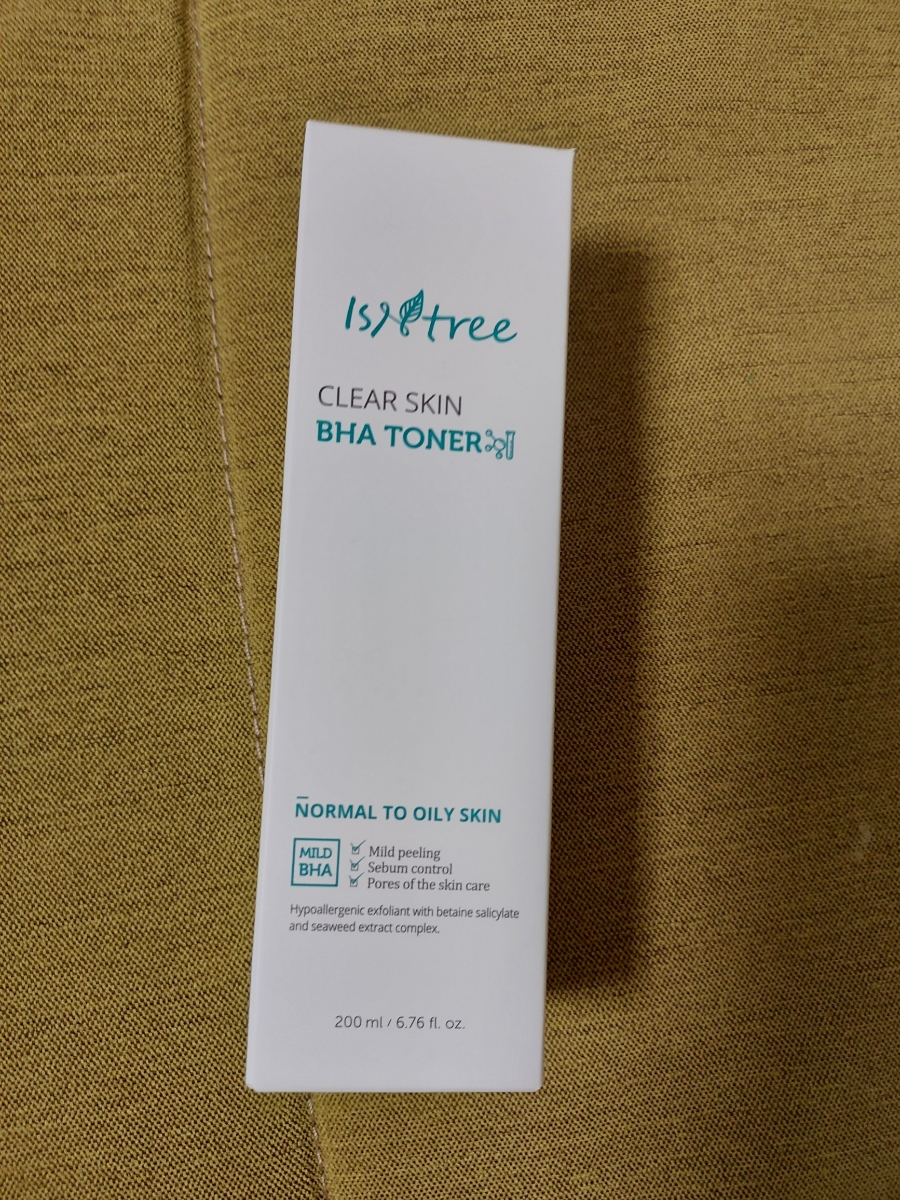 Isntree
CLEAR SKIN
BHA TONER
NORMAL TO OILY SKIN
MILD
BHA
Mild peeling
Sebum control
Pores of the skin care
Hypoallergenic exfoliant with betaine salicylate
and seaweed extract complex.
200 ml / 6.76 fl. oz.